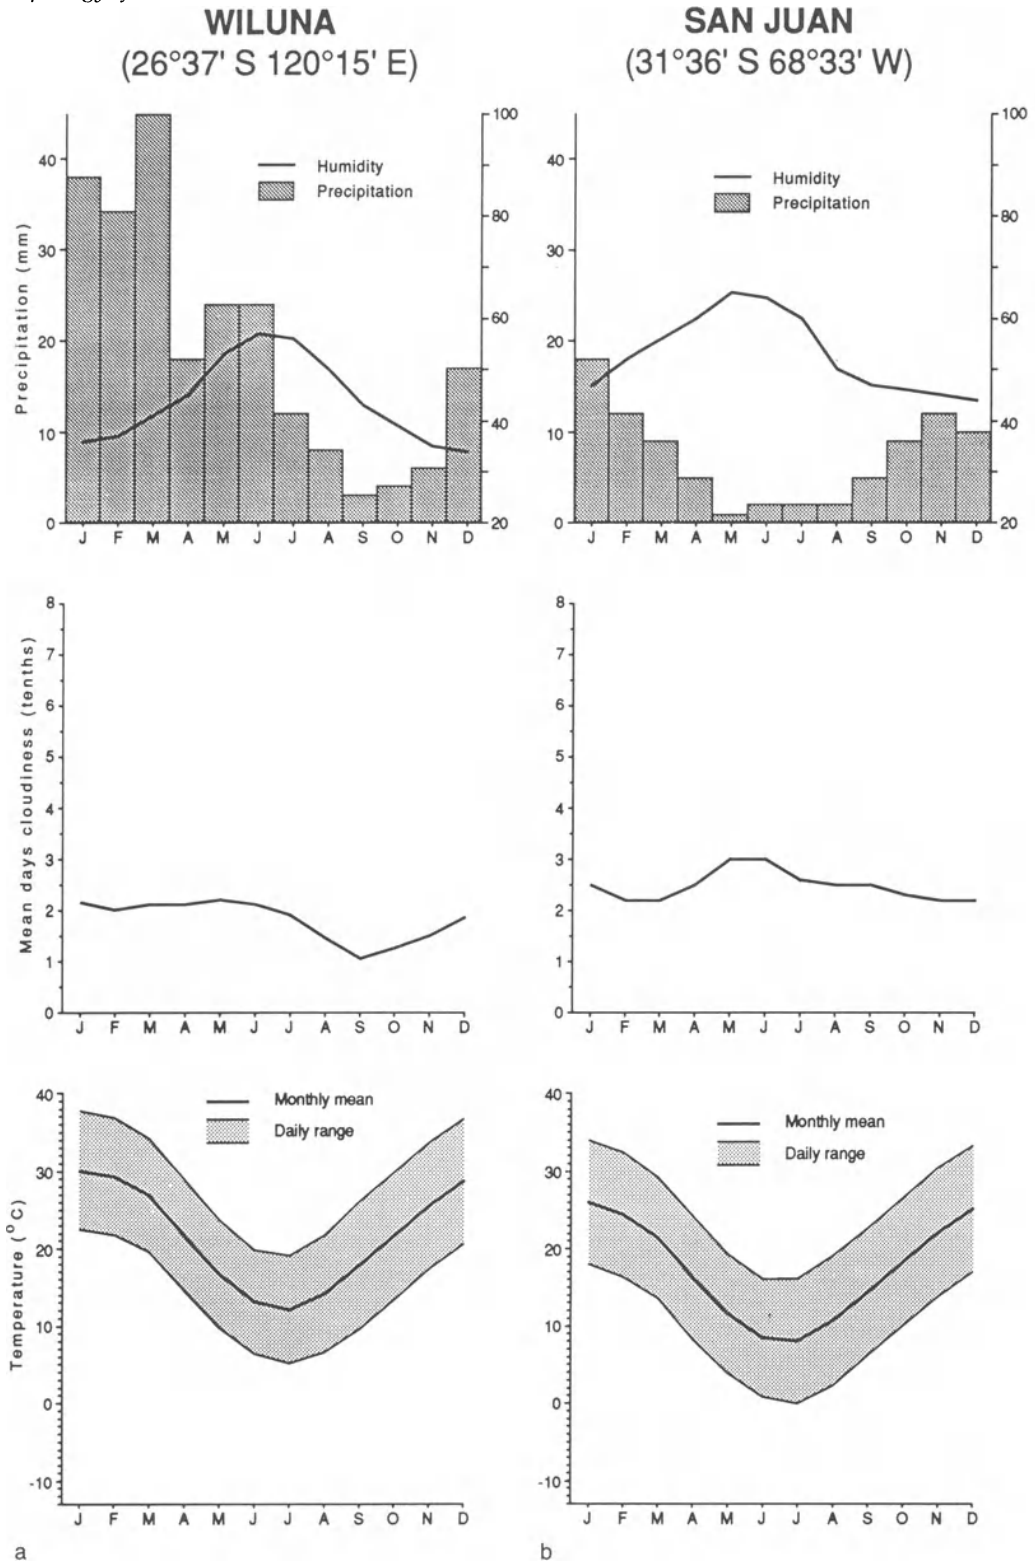 WILUNA
(26°37' S 120°15' E)
Humidity
Precipitation
Precipitation (mm)
40
30
20
10
0
100
80
60
40
20
J F M A M J J A S O N D
SAN JUAN
(31°36' S 68°33' W)
Humidity
Precipitation
40
30
20
10
0
100
80
60
40
20
J F M A M J J A S O N D
Mean days cloudiness (tenths)
8
7
6
5
4
3
2
1
0
J F M A M J J A S O N D
8
7
6
5
4
3
2
1
0
J F M A M J J A S O N D
Temperature (°C)
40
30
20
10
0
-10
Monthly mean
Daily range
J F M A M J J A S O N D
a
40
30
20
10
0
-10
Monthly mean
Daily range
J F M A M J J A S O N D
b